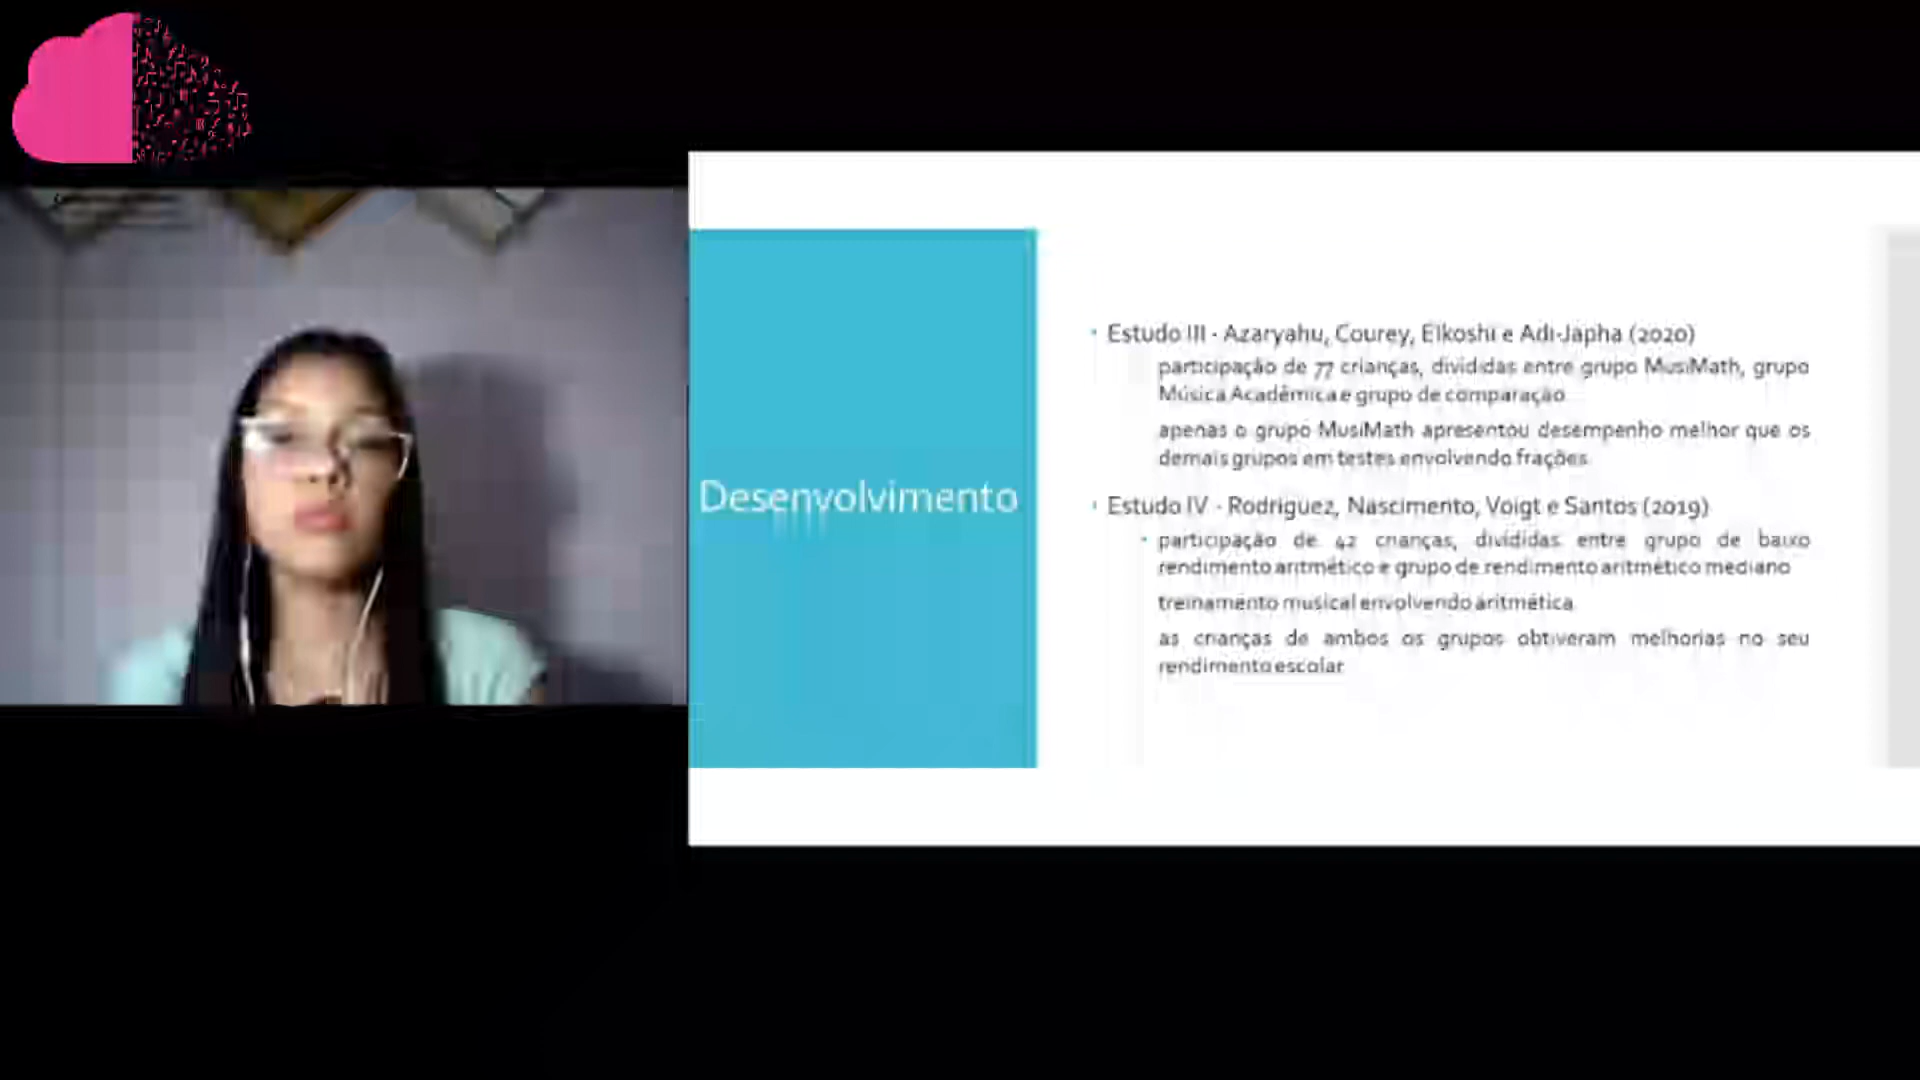 Desenvolvimento
Estudo III - Azaryahu, Courey, Elkoshi e Adi-Japha (2020)
participação de 77 crianças, divididas entre grupo MusiMath, grupo
Música Acadêmica e grupo de comparação
apenas o grupo MusiMath apresentou desempenho melhor que os
demais grupos em testes envolvendo frações
Estudo IV - Rodriguez, Nascimento, Voigt e Santos (2019)
participação de 42 crianças, divididas entre grupo de baixo
rendimento aritmético e grupo de rendimento aritmético mediano
treinamento musical envolvendo aritmética
as crianças de ambos os grupos obtiveram melhorias no seu
rendimento escolar